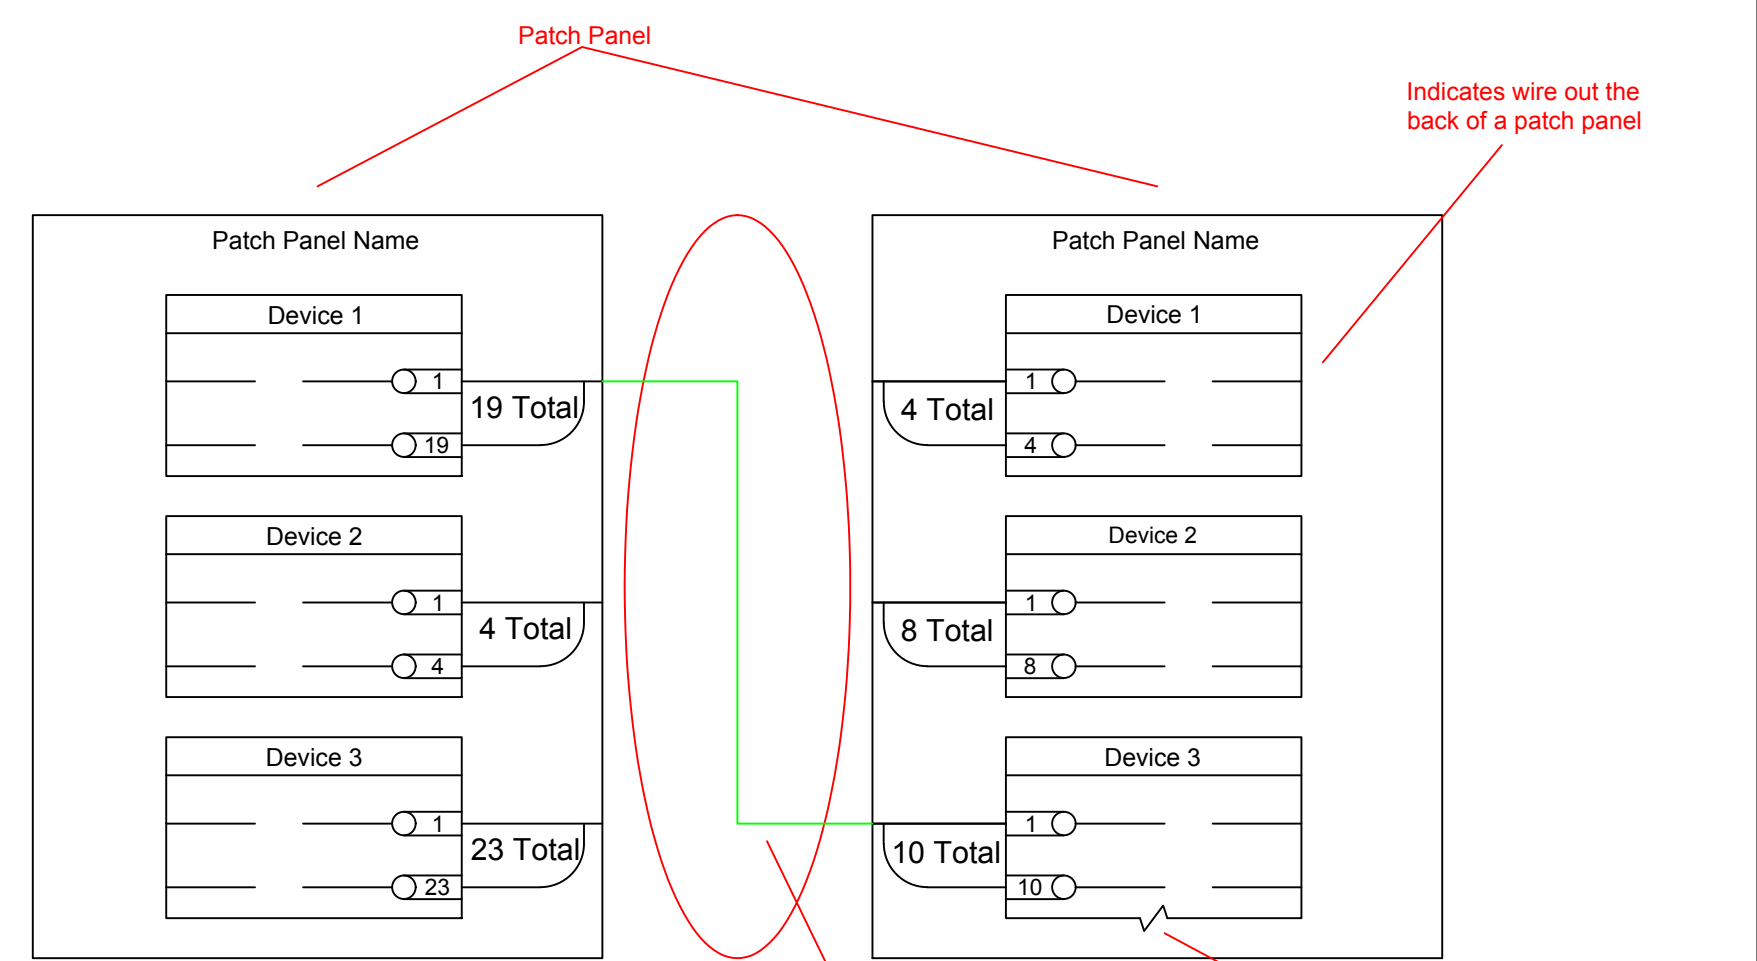 Patch Panel
Indicates wire out the
back of a patch panel
Patch Panel Name
Device 1
1
19 Total
19
Device 2
1
4 Total
4
Device 3
1
23 Total
23
Patch Panel Name
Device 1
1
4 Total
4
Device 2
1
8 Total
8
Device 3
1
10 Total
10